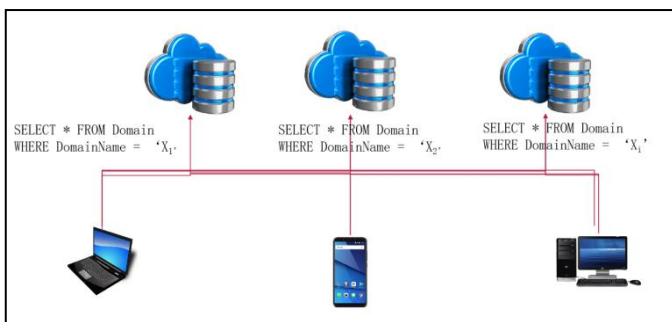 SELECT * FROM Domain
WHERE DomainName = ‘X₁’
SELECT * FROM Domain
WHERE DomainName = ‘X₂’
SELECT * FROM Domain
WHERE DomainName = ‘Xᵢ’